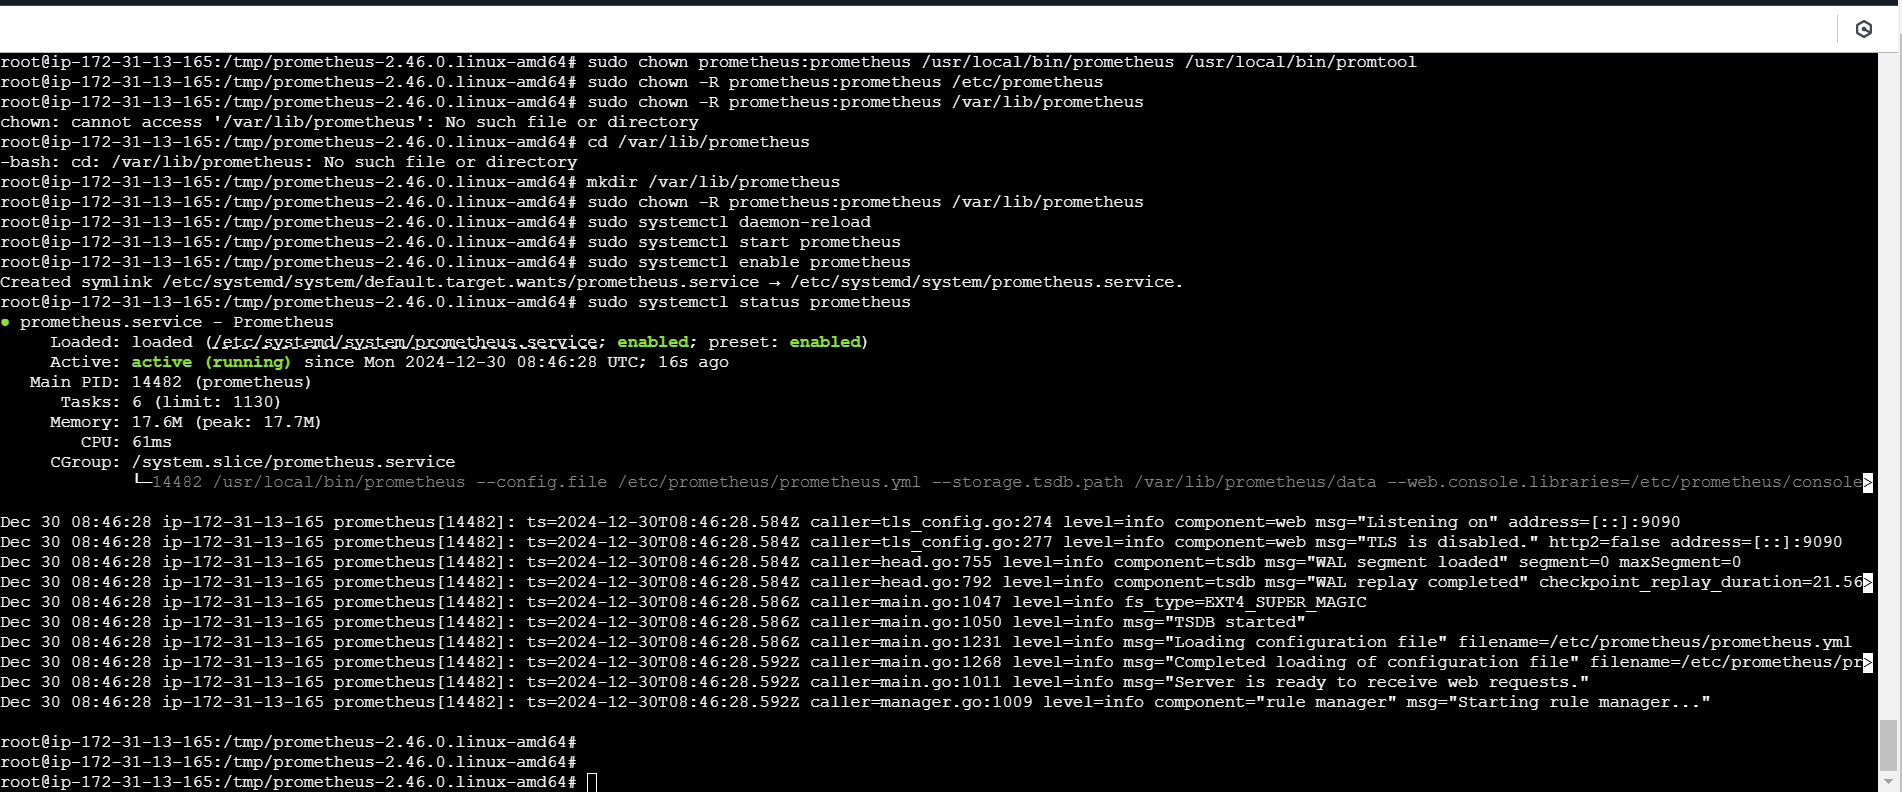 root@ip-172-31-13-165:/tmp/prometheus-2.46.0.linux-amd64# sudo chown prometheus:prometheus /usr/local/bin/prometheus /usr/local/bin/promtool
root@ip-172-31-13-165:/tmp/prometheus-2.46.0.linux-amd64# sudo chown -R prometheus:prometheus /etc/prometheus
root@ip-172-31-13-165:/tmp/prometheus-2.46.0.linux-amd64# sudo chown -R prometheus:prometheus /var/lib/prometheus
chown: cannot access '/var/lib/prometheus': No such file or directory
root@ip-172-31-13-165:/tmp/prometheus-2.46.0.linux-amd64# cd /var/lib/prometheus
-bash: cd: /var/lib/prometheus: No such file or directory
root@ip-172-31-13-165:/tmp/prometheus-2.46.0.linux-amd64# mkdir /var/lib/prometheus
root@ip-172-31-13-165:/tmp/prometheus-2.46.0.linux-amd64# sudo chown -R prometheus:prometheus /var/lib/prometheus
root@ip-172-31-13-165:/tmp/prometheus-2.46.0.linux-amd64# sudo systemctl daemon-reload
root@ip-172-31-13-165:/tmp/prometheus-2.46.0.linux-amd64# sudo systemctl start prometheus
root@ip-172-31-13-165:/tmp/prometheus-2.46.0.linux-amd64# sudo systemctl enable prometheus
Created symlink /etc/systemd/system/default.target.wants/prometheus.service → /etc/systemd/system/prometheus.service.
root@ip-172-31-13-165:/tmp/prometheus-2.46.0.linux-amd64# sudo systemctl status prometheus
● prometheus.service - Prometheus
     Loaded: loaded (/etc/systemd/system/prometheus.service; enabled; preset: enabled)
     Active: active (running) since Mon 2024-12-30 08:46:28 UTC; 16s ago
   Main PID: 14482 (prometheus)
      Tasks: 6 (limit: 1130)
     Memory: 17.6M (peak: 17.7M)
        CPU: 61ms
     CGroup: /system.slice/prometheus.service
             └─14482 /usr/local/bin/prometheus --config.file /etc/prometheus/prometheus.yml --storage.tsdb.path /var/lib/prometheus/data --web.console.libraries=/etc/prometheus/console>
Dec 30 08:46:28 ip-172-31-13-165 prometheus[14482]: ts=2024-12-30T08:46:28.584Z caller=tls_config.go:274 level=info component=web msg="Listening on" address=[::]:9090
Dec 30 08:46:28 ip-172-31-13-165 prometheus[14482]: ts=2024-12-30T08:46:28.584Z caller=tls_config.go:277 level=info component=web msg="TLS is disabled." http2=false address=[::]:9090
Dec 30 08:46:28 ip-172-31-13-165 prometheus[14482]: ts=2024-12-30T08:46:28.584Z caller=head.go:755 level=info component=tsdb msg="WAL segment loaded" segment=0 maxSegment=0
Dec 30 08:46:28 ip-172-31-13-165 prometheus[14482]: ts=2024-12-30T08:46:28.584Z caller=head.go:792 level=info component=tsdb msg="WAL replay completed" checkpoint_replay_duration=21.56>
Dec 30 08:46:28 ip-172-31-13-165 prometheus[14482]: ts=2024-12-30T08:46:28.586Z caller=main.go:1047 level=info fs_type=EXT4_SUPER_MAGIC
Dec 30 08:46:28 ip-172-31-13-165 prometheus[14482]: ts=2024-12-30T08:46:28.586Z caller=main.go:1050 level=info msg="TSDB started"
Dec 30 08:46:28 ip-172-31-13-165 prometheus[14482]: ts=2024-12-30T08:46:28.586Z caller=main.go:1231 level=info msg="Loading configuration file" filename=/etc/prometheus/prometheus.yml
Dec 30 08:46:28 ip-172-31-13-165 prometheus[14482]: ts=2024-12-30T08:46:28.592Z caller=main.go:1268 level=info msg="Completed loading of configuration file" filename=/etc/prometheus/pr>
Dec 30 08:46:28 ip-172-31-13-165 prometheus[14482]: ts=2024-12-30T08:46:28.592Z caller=main.go:1011 level=info msg="Server is ready to receive web requests."
Dec 30 08:46:28 ip-172-31-13-165 prometheus[14482]: ts=2024-12-30T08:46:28.592Z caller=manager.go:1009 level=info component="rule manager" msg="Starting rule manager..."
root@ip-172-31-13-165:/tmp/prometheus-2.46.0.linux-amd64#
root@ip-172-31-13-165:/tmp/prometheus-2.46.0.linux-amd64#
root@ip-172-31-13-165:/tmp/prometheus-2.46.0.linux-amd64#